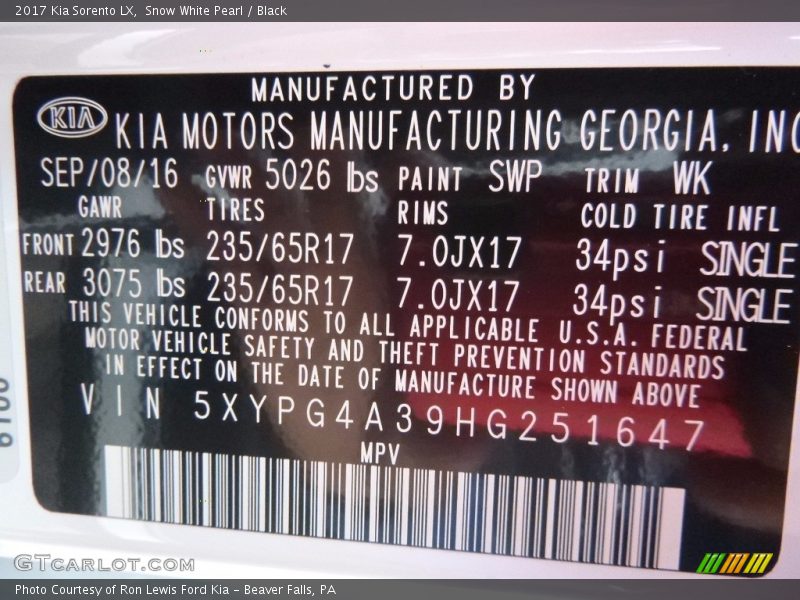 2017 Kia Sorento LX,  Snow White Pearl / Black
MANUFACTURED BY
KIA KIA MOTORS MANUFACTURING GEORGIA, INC
SEP/08/16 GVWR 5026 lbs PAINT SWP TRIM WK
GAWR TIRES RIMS COLD TIRE INFL
FRONT 2976 lbs 235/65R17 7.0JX17 34psi SINGLE
REAR 3075 lbs 235/65R17 7.0JX17 34psi SINGLE
THIS VEHICLE CONFORMS TO ALL APPLICABLE U.S.A. FEDERAL
MOTOR VEHICLE SAFETY AND THEFT PREVENTION STANDARDS
IN EFFECT ON THE DATE OF MANUFACTURE SHOWN ABOVE
VIN 5XYPG4A39HG251647
MPV
GTCARLOT.COM
Photo Courtesy of Ron Lewis Ford Kia - Beaver Falls, PA